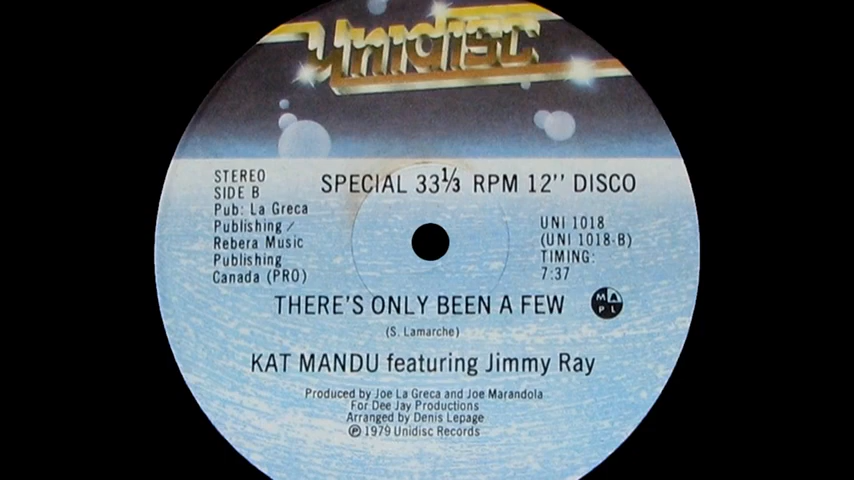 Unidisc
STEREO
SIDE B
Pub: La Greca
Publishing /
Rebera Music
Publishing
Canada (PRO)
SPECIAL 33⅓ RPM 12" DISCO
UNI 1018
(UNI 1018-B)
TIMING:
7:37
THERE'S ONLY BEEN A FEW
MAPL
(S. Lamarche)
KAT MANDU featuring Jimmy Ray
Produced by Joe La Greca and Joe Marandola
For Dee Jay Productions
Arranged by Denis Lepage
℗ 1979 Unidisc Records